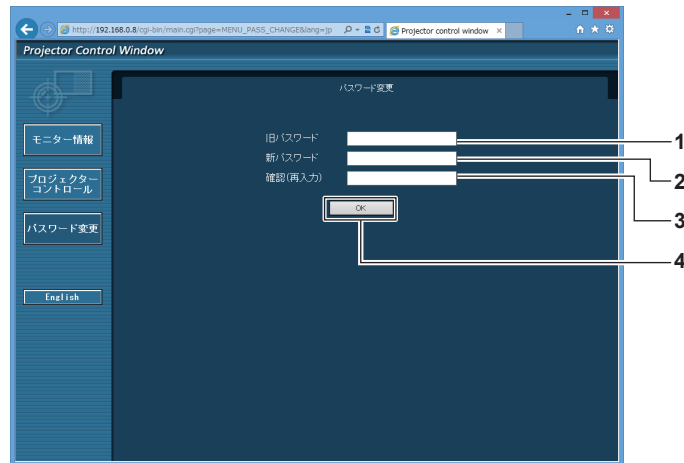 http://192.168.0.8/cgi-bin/main.cgi?page=MENU_PASS_CHANGE&lang=jp
Projector control window
Projector Control Window
パスワード変更
モニター情報
プロジェクター
コントロール
パスワード変更
English
旧パスワード
新パスワード
確認(再入力)
OK
1
2
3
4